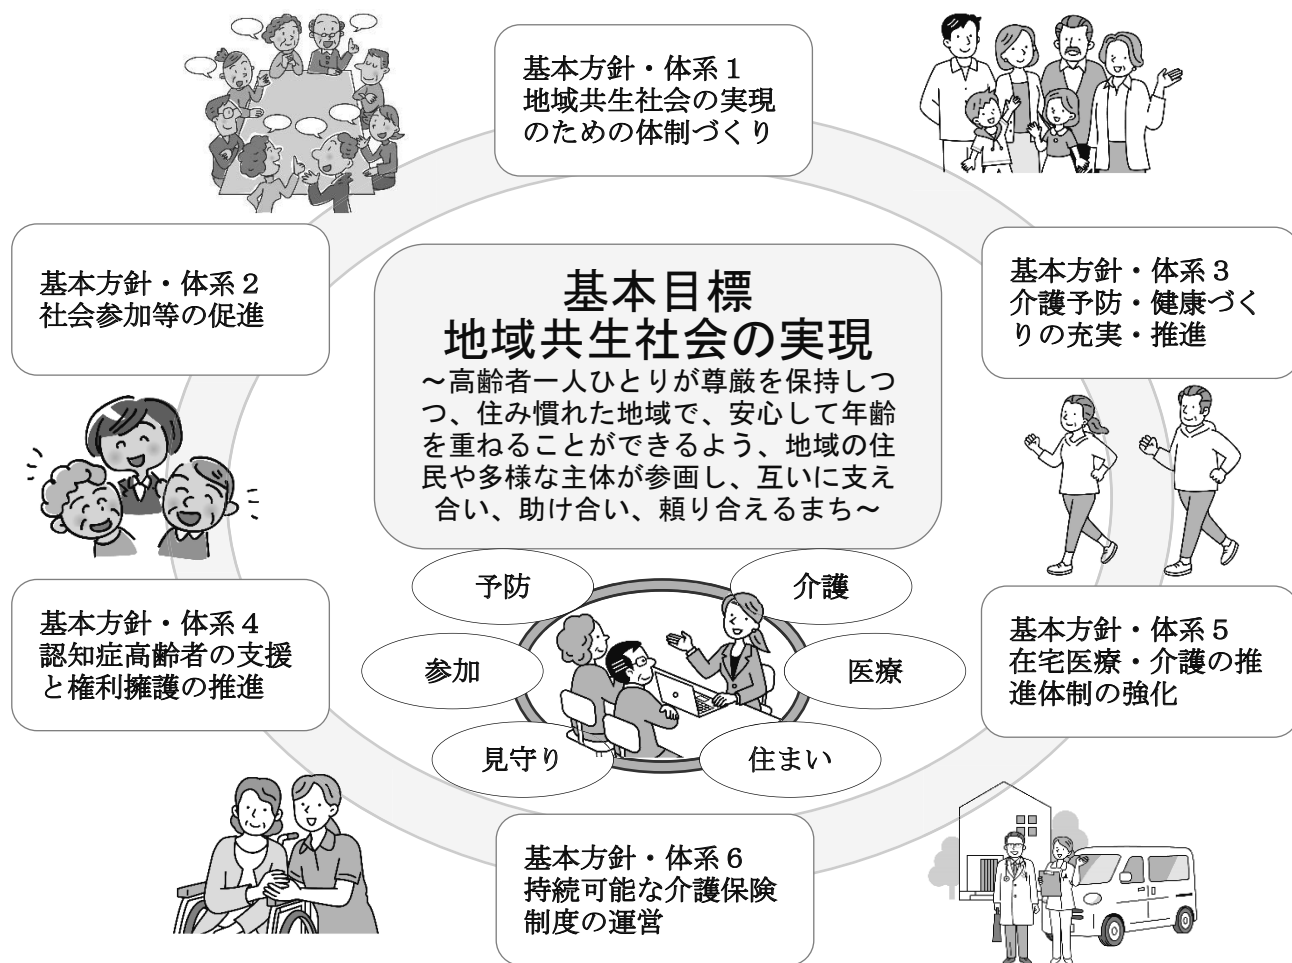 基本方針・体系１
地域共生社会の実現
のための体制づくり
基本方針・体系２
社会参加等の促進
基本方針・体系３
介護予防・健康づく
りの充実・推進
基本目標
地域共生社会の実現
～高齢者一人ひとりが尊厳を保持しつ
つ、住み慣れた地域で、安心して年齢
を重ねることができるよう、地域の住
民や多様な主体が参画し、互いに支え
合い、助け合い、頼り合えるまち～
予防
介護
参加
医療
見守り
住まい
基本方針・体系４
認知症高齢者の支援
と権利擁護の推進
基本方針・体系５
在宅医療・介護の推
進体制の強化
基本方針・体系６
持続可能な介護保険
制度の運営